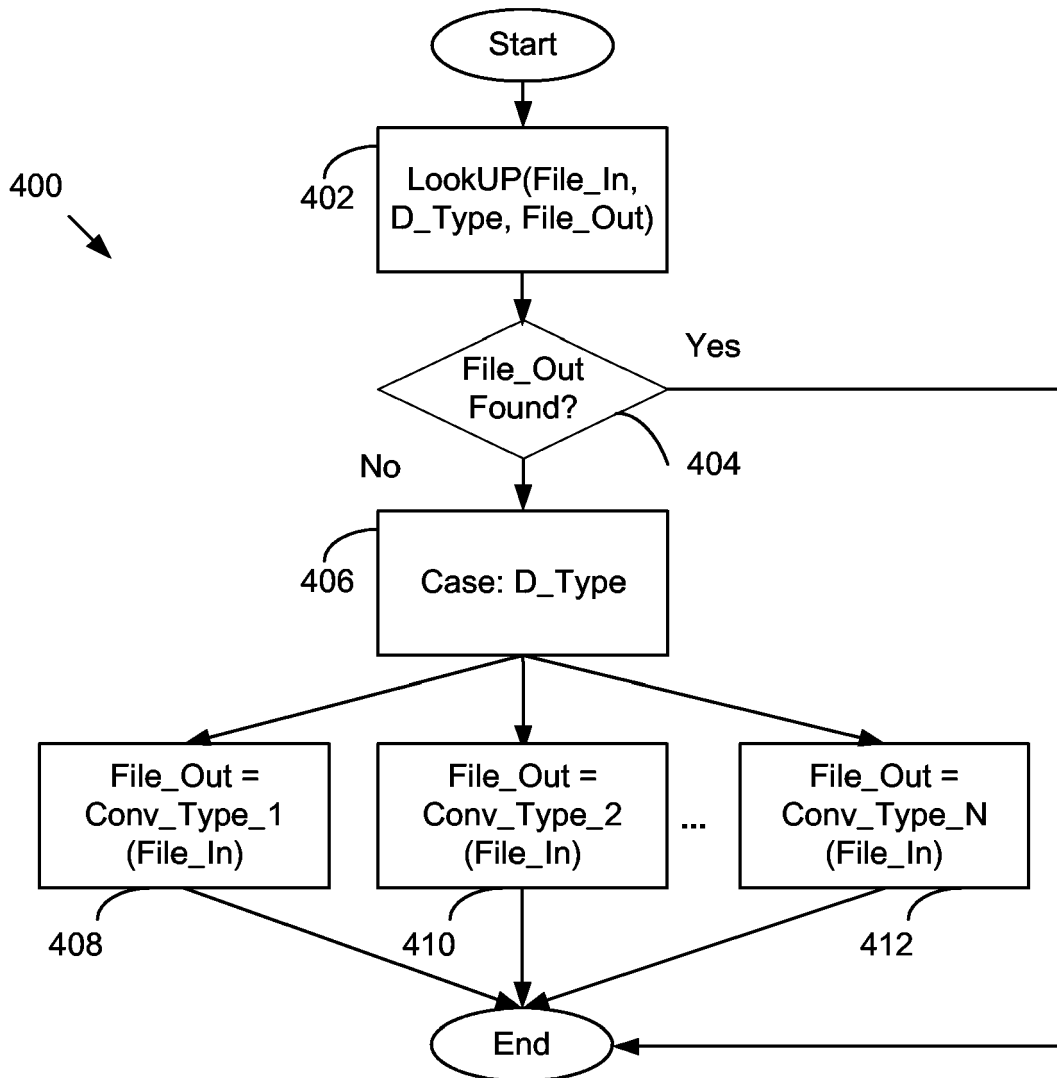 Start
400
402
LookUP(File_In,
D_Type, File_Out)
Yes
File_Out
Found?
404
No
406
Case: D_Type
File_Out =
Conv_Type_1
(File_In)
File_Out =
Conv_Type_2
(File_In)
...
File_Out =
Conv_Type_N
(File_In)
408
410
412
End